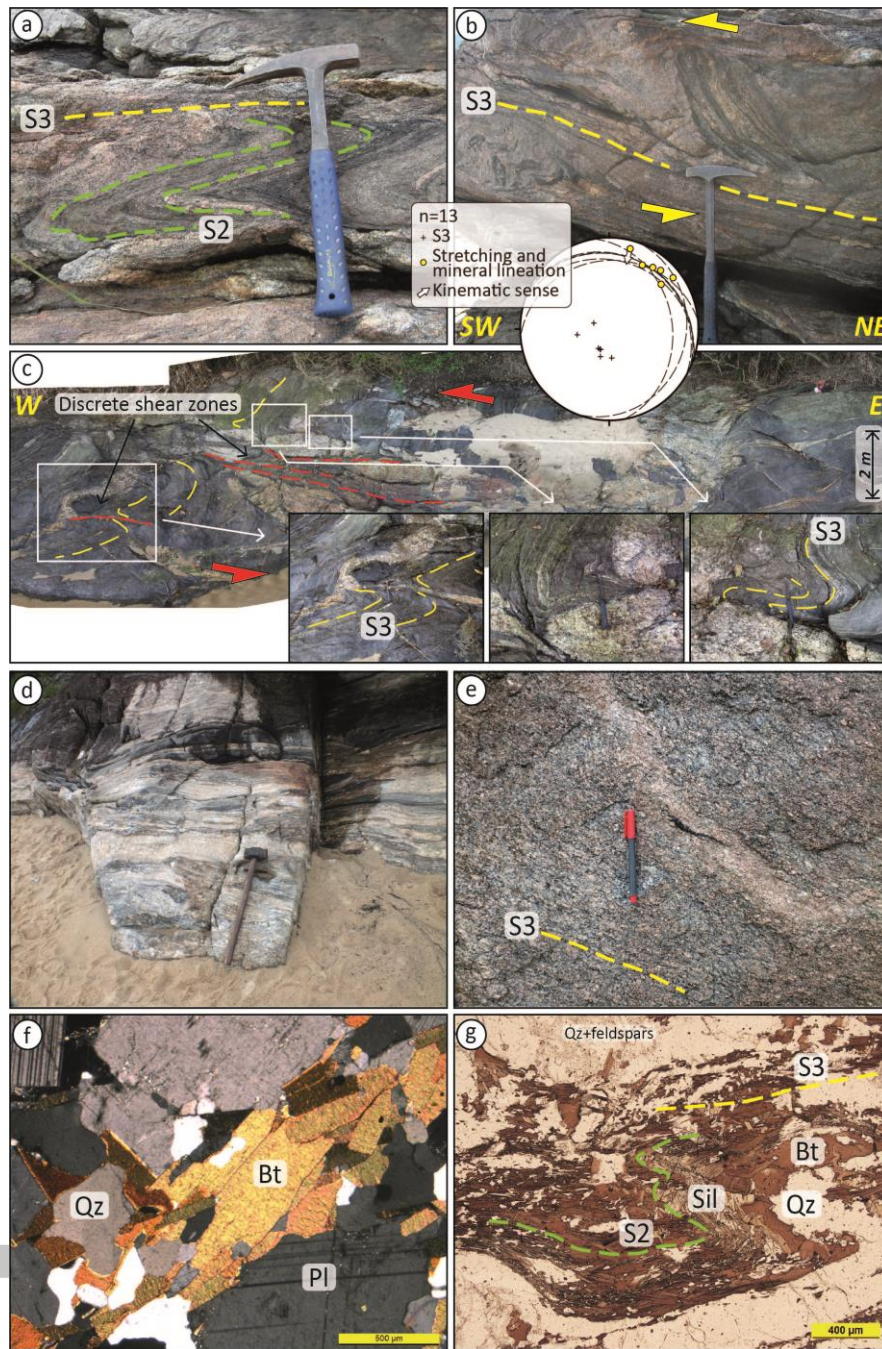 a
S3
S2
b
S3
SW
NE
n=13
S3
Stretching and
mineral lineation
Kinematic sense
c
W
E
Discrete shear zones
2 m
S3
S3
d
e
S3
f
Qz
Bt
Pl
500 µm
g
Qz+feldspars
S3
Bt
Sil
Qz
S2
400 µm